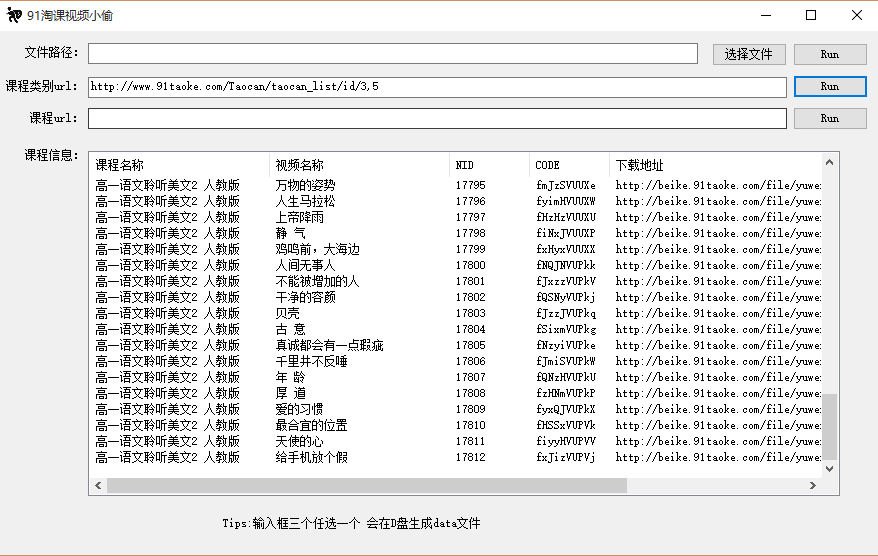 91淘课视频小偷
文件路径： 选择文件 Run
课程类别url： http://www.91taoke.com/Taocan/taocan_list/id/3,5 Run
课程url： Run
课程信息：
课程名称 视频名称 NID CODE 下载地址
高一语文聆听美文2 人教版 万物的姿势 17795 fmJzSVUUXe http://beike.91taoke.com/file/yuwe
高一语文聆听美文2 人教版 人生马拉松 17796 fyimHVUUXW http://beike.91taoke.com/file/yuwe
高一语文聆听美文2 人教版 上帝降雨 17797 fHzHzVUUXU http://beike.91taoke.com/file/yuwe
高一语文聆听美文2 人教版 静 气 17798 fiNxJVUUXP http://beike.91taoke.com/file/yuwe
高一语文聆听美文2 人教版 鸡鸣前，大海边 17799 fxHyxVUUXX http://beike.91taoke.com/file/yuwe
高一语文聆听美文2 人教版 人间无事人 17800 fNQJNVUPkk http://beike.91taoke.com/file/yuwe
高一语文聆听美文2 人教版 不能被增加的人 17801 fJxzzVUPkV http://beike.91taoke.com/file/yuwe
高一语文聆听美文2 人教版 干净的容颜 17802 fQSNyVUPkj http://beike.91taoke.com/file/yuwe
高一语文聆听美文2 人教版 贝壳 17803 fJzzJVUPkq http://beike.91taoke.com/file/yuwe
高一语文聆听美文2 人教版 古 意 17804 fSixmVUPkg http://beike.91taoke.com/file/yuwe
高一语文聆听美文2 人教版 真诚都会有一点瑕疵 17805 fNzyiVUPke http://beike.91taoke.com/file/yuwe
高一语文聆听美文2 人教版 千里井不反唾 17806 fJmiSVUPkW http://beike.91taoke.com/file/yuwe
高一语文聆听美文2 人教版 年 龄 17807 fQNzHVUPkU http://beike.91taoke.com/file/yuwe
高一语文聆听美文2 人教版 厚 道 17808 fzHNmVUPkP http://beike.91taoke.com/file/yuwe
高一语文聆听美文2 人教版 爱的习惯 17809 fyxQJVUPkX http://beike.91taoke.com/file/yuwe
高一语文聆听美文2 人教版 最合宜的位置 17810 fHSSxVUPVk http://beike.91taoke.com/file/yuwe
高一语文聆听美文2 人教版 天使的心 17811 fiyyHVUPVV http://beike.91taoke.com/file/yuwe
高一语文聆听美文2 人教版 给手机放个假 17812 fxJizVUPVj http://beike.91taoke.com/file/yuwe
Tips:输入框三个任选一个 会在D盘生成data文件